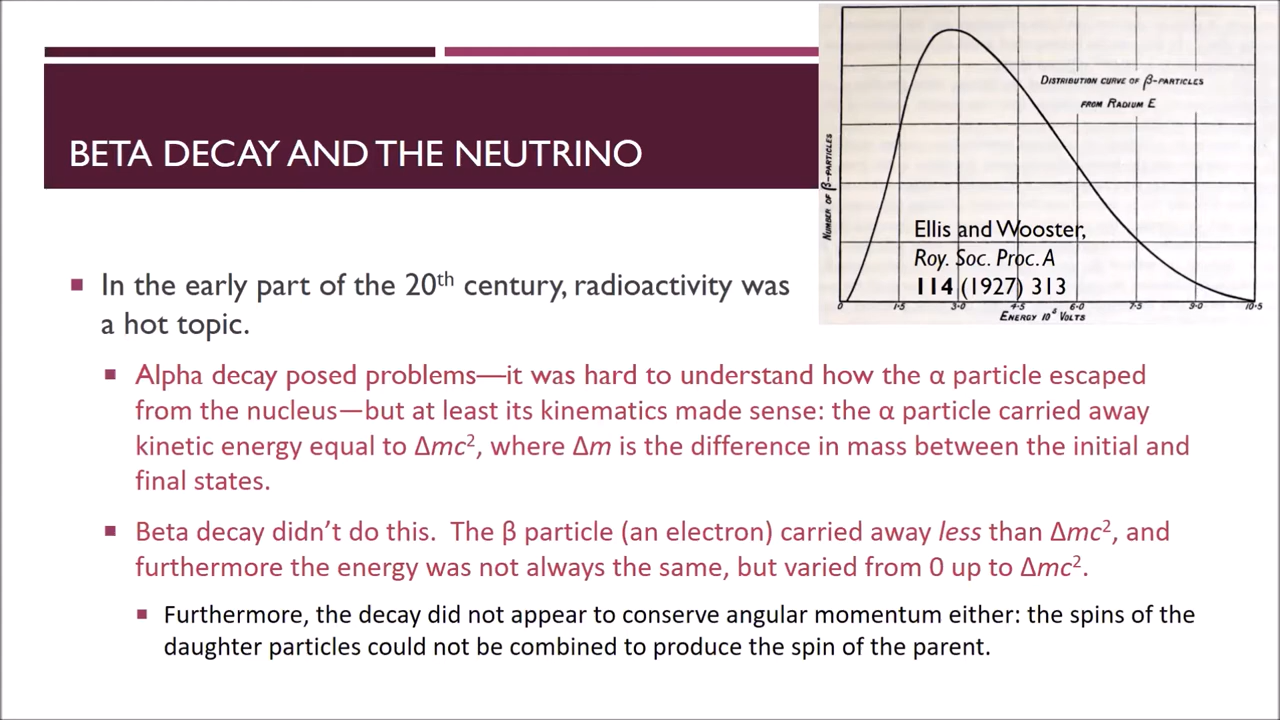 BETA DECAY AND THE NEUTRINO
DISTRIBUTION CURVE OF β-PARTICLES
FROM RADIUM E
NUMBER OF β-PARTICLES
Ellis and Wooster,
Roy. Soc. Proc. A
114 (1927) 313
0 1·5 3·0 4·5 6·0 7·5 9·0 10·5
ENERGY 10⁵ VOLTS
In the early part of the 20th century, radioactivity was
a hot topic.
Alpha decay posed problems—it was hard to understand how the α particle escaped
from the nucleus—but at least its kinematics made sense: the α particle carried away
kinetic energy equal to Δmc², where Δm is the difference in mass between the initial and
final states.
Beta decay didn’t do this. The β particle (an electron) carried away less than Δmc², and
furthermore the energy was not always the same, but varied from 0 up to Δmc².
Furthermore, the decay did not appear to conserve angular momentum either: the spins of the
daughter particles could not be combined to produce the spin of the parent.